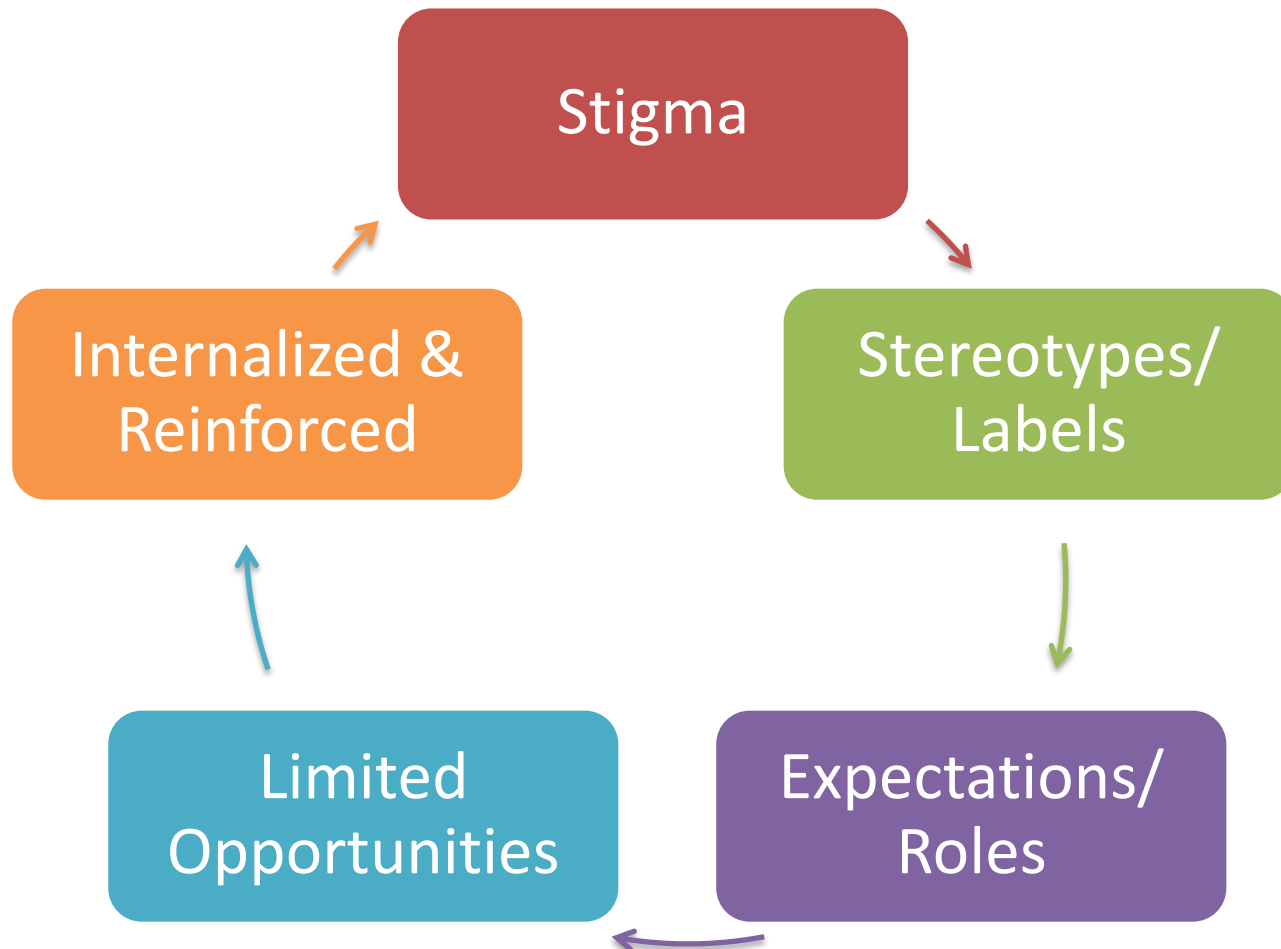 Stigma
Stereotypes/
Labels
Expectations/
Roles
Limited
Opportunities
Internalized &
Reinforced